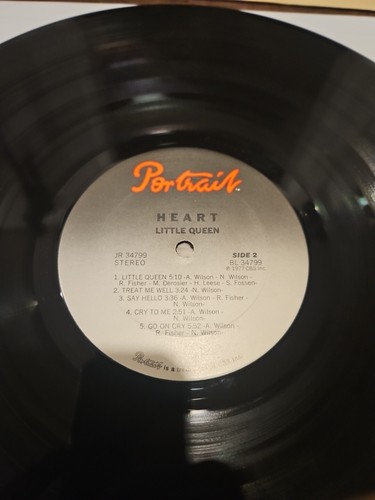 Portrait
HEART
LITTLE QUEEN
JR 34799
STEREO
SIDE 2
BL 34799
℗ 1977 CBS Inc.
1. LITTLE QUEEN 5:10 -A. Wilson - N. Wilson -
R. Fisher - M. Derosier - H. Leese - S. Fossen-
2. TREAT ME WELL 3:24 -N. Wilson-
3. SAY HELLO 3:36 -A. Wilson - R. Fisher -
N. Wilson-
4. CRY TO ME 2:51 -A. Wilson -
N. Wilson-
5. GO ON CRY 5:52 -A. Wilson -
R. Fisher - N. Wilson-
Portrait is a